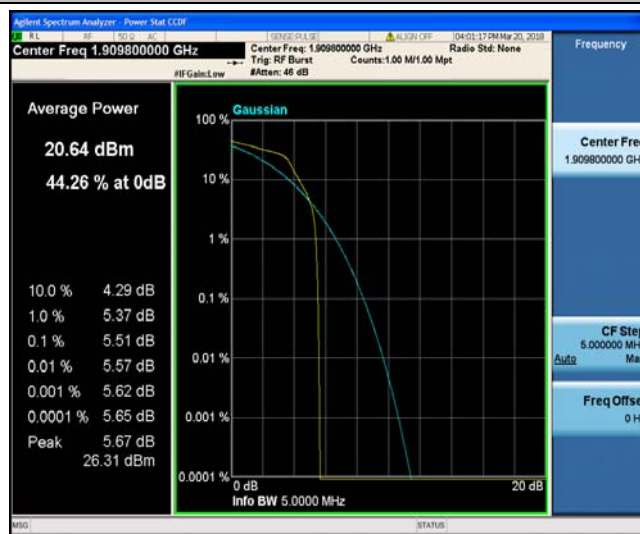 Agilent Spectrum Analyzer - Power Stat CCDF
RL RF 50 Ω AC SENSE:PULSE ALIGN OFF 04:01:17 PM Mar 20, 2018
Center Freq 1.909800000 GHz
Center Freq: 1.909800000 GHz Radio Std: None
Trig: RF Burst Counts:1.00 M/1.00 Mpt
#IFGain:Low #Atten: 46 dB
Frequency
Average Power
20.64 dBm
44.26 % at 0dB
10.0 % 4.29 dB
1.0 % 5.37 dB
0.1 % 5.51 dB
0.01 % 5.57 dB
0.001 % 5.62 dB
0.0001 % 5.65 dB
Peak 5.67 dB
26.31 dBm
Gaussian
100 %
10 %
1 %
0.1 %
0.01 %
0.001 %
0.0001 %
0 dB 20 dB
Info BW 5.0000 MHz
Center Fre
1.909800000 GH
CF Ste
5.000000 MH
Auto Ma
Freq Offse
0 H
MSG STATUS